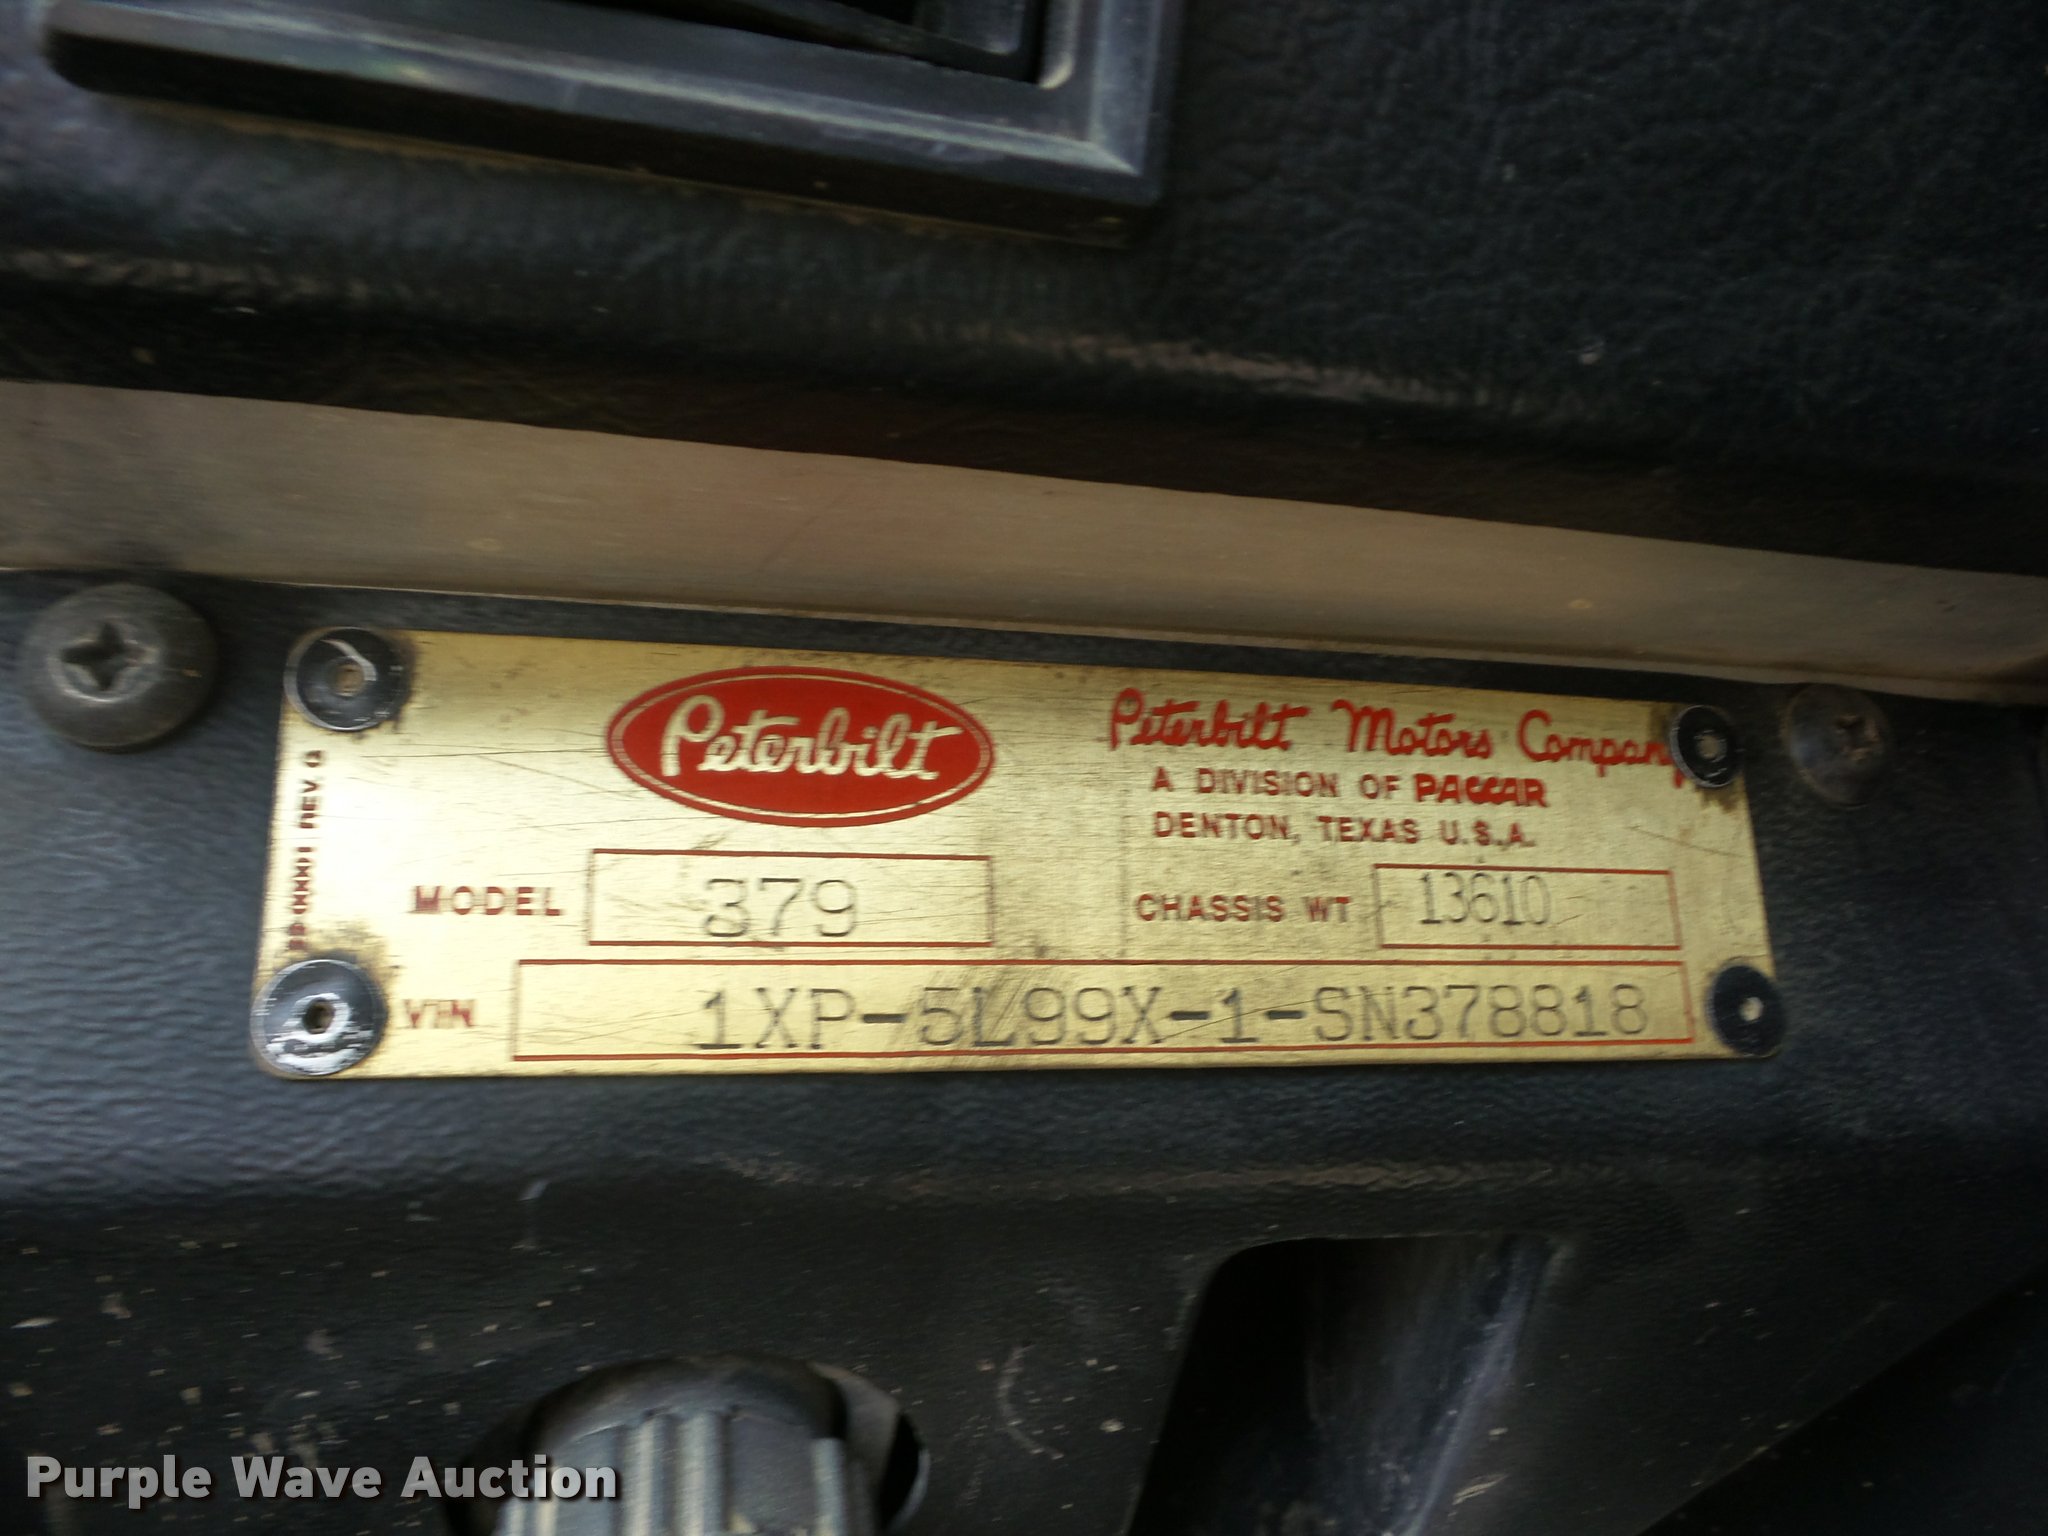 Peterbilt
Peterbilt Motors Company
A DIVISION OF PACCAR
DENTON, TEXAS U.S.A.
MODEL 379
CHASSIS WT 13610
VIN 1XP-5L99X-1-SN378818
REV G
Purple Wave Auction